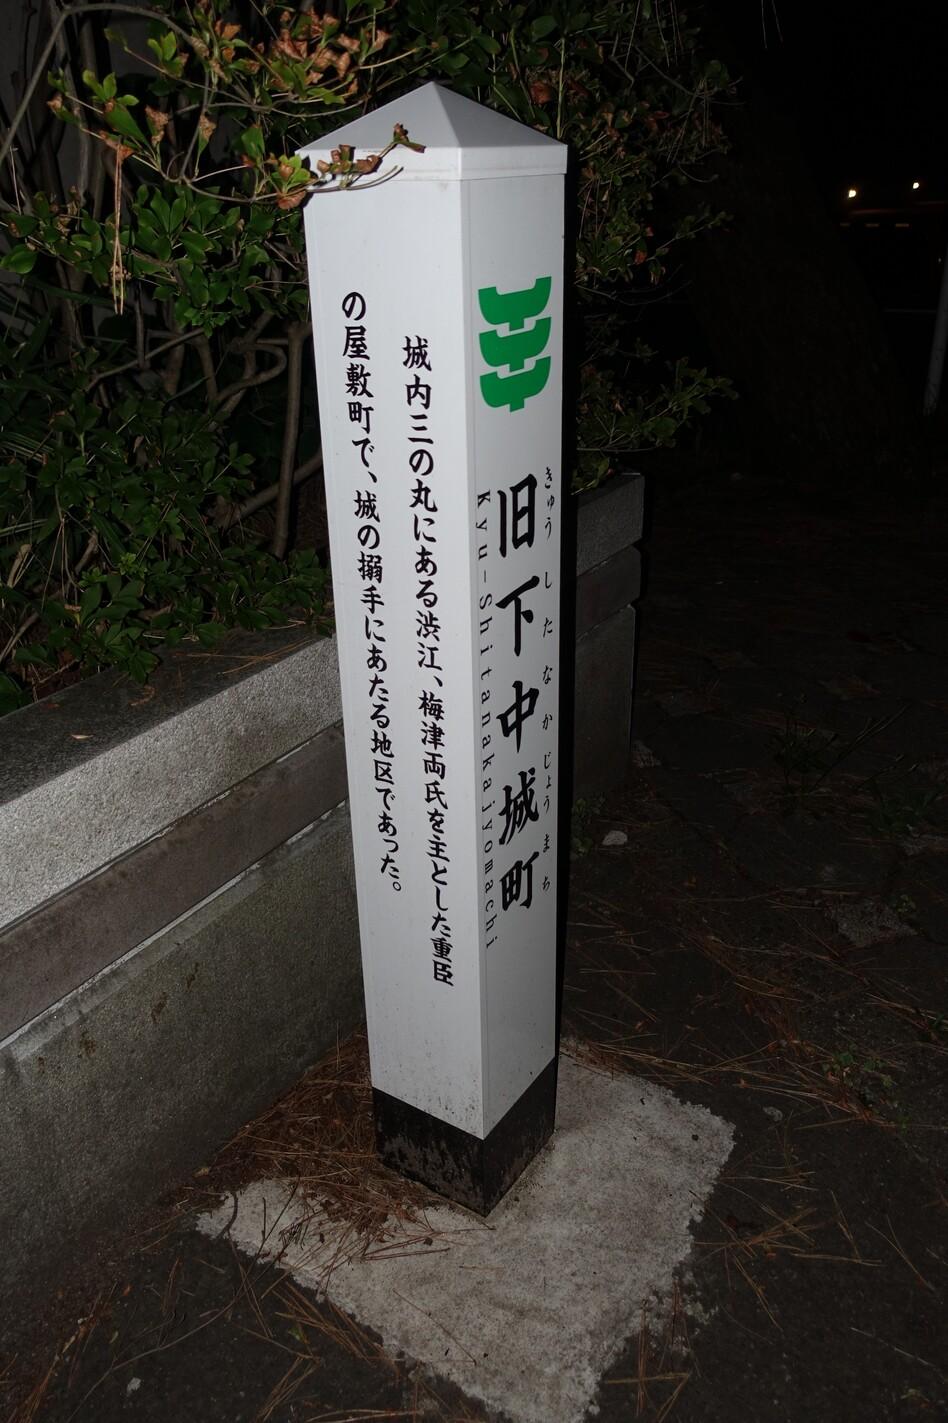 きゅうしたなかじょうまち
旧下中城町
Kyu-Shitanakajyomachi
城内三の丸にある渋江、梅津両氏を主とした重臣
の屋敷町で、城の搦手にあたる地区であった。